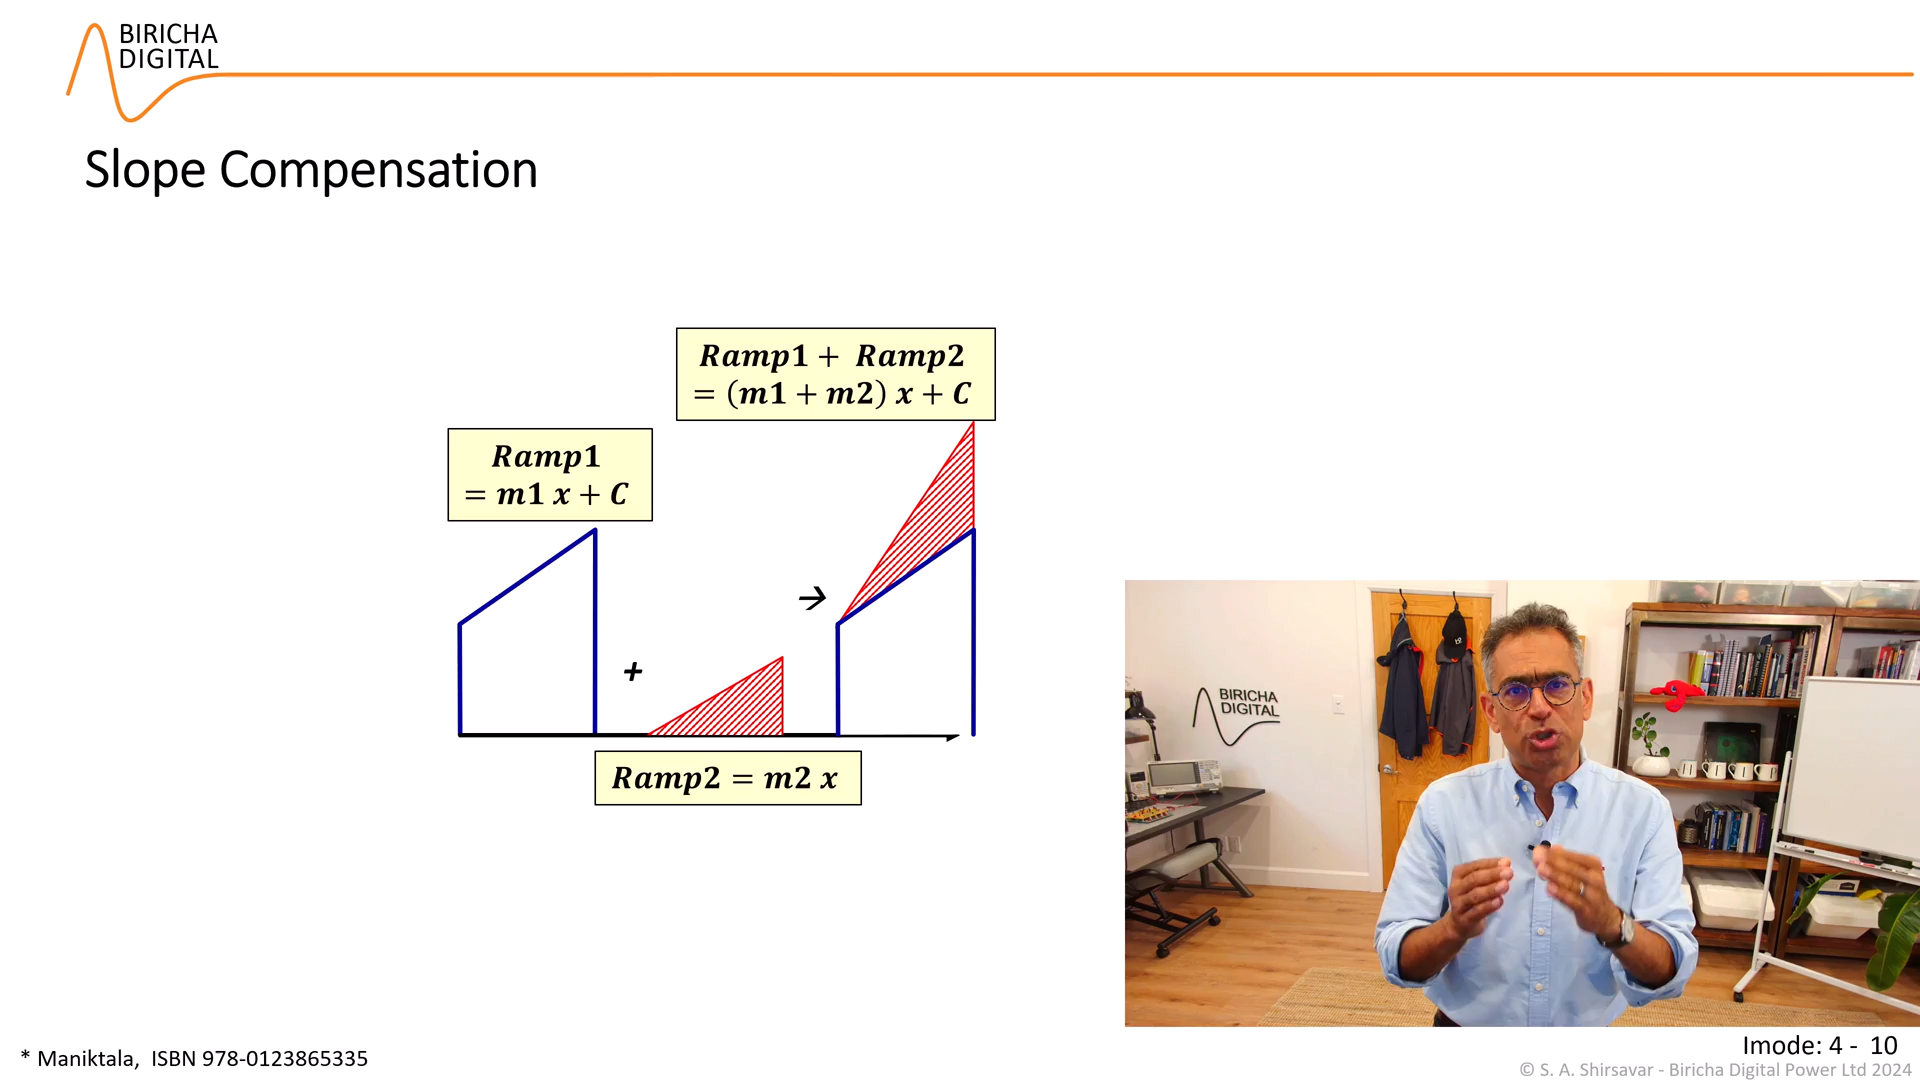 BIRICHA
DIGITAL
Slope Compensation
Ramp1 + Ramp2
= (m1 + m2) x + C
Ramp1
= m1 x + C
+
→
Ramp2 = m2 x
BIRICHA
DIGITAL
* Maniktala, ISBN 978-0123865335
Imode: 4 - 10
© S. A. Shirsavar - Biricha Digital Power Ltd 2024